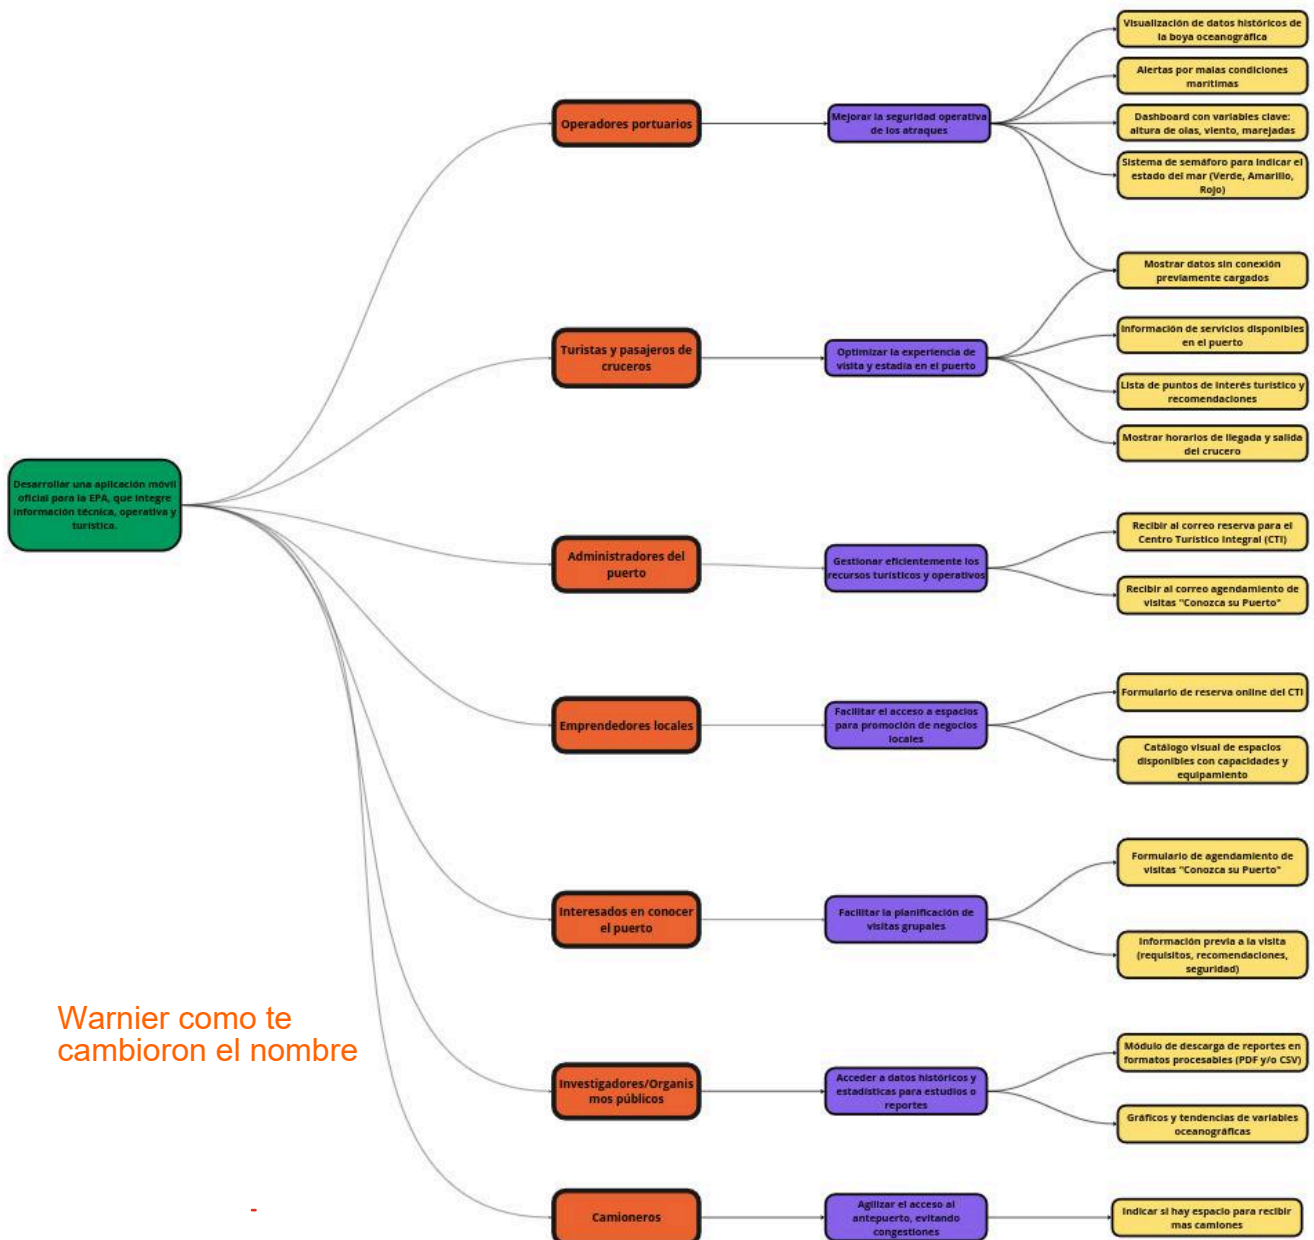 Desarrollar una aplicación móvil
oficial para la EPA, que integre
información técnica, operativa y
turística.
Operadores portuarios
Mejorar la seguridad operativa
de los atraques
Visualización de datos históricos de
la boya oceanográfica
Alertas por malas condiciones
marítimas
Dashboard con variables clave:
altura de olas, viento, marejadas
Sistema de semáforo para indicar el
estado del mar (Verde, Amarillo,
Rojo)
Mostrar datos sin conexión
previamente cargados
Turistas y pasajeros de
cruceros
Optimizar la experiencia de
visita y estadía en el puerto
Información de servicios disponibles
en el puerto
Lista de puntos de interés turístico y
recomendaciones
Mostrar horarios de llegada y salida
del crucero
Administradores del
puerto
Gestionar eficientemente los
recursos turísticos y operativos
Recibir al correo reserva para el
Centro Turístico Integral (CTI)
Recibir al correo agendamiento de
visitas "Conozca su Puerto"
Emprendedores locales
Facilitar el acceso a espacios
para promoción de negocios
locales
Formulario de reserva online del CTI
Catálogo visual de espacios
disponibles con capacidades y
equipamiento
Interesados en conocer
el puerto
Facilitar la planificación de
visitas grupales
Formulario de agendamiento de
visitas "Conozca su Puerto"
Información previa a la visita
(requisitos, recomendaciones,
seguridad)
Warnier como te
cambioron el nombre
Investigadores/Organis
mos públicos
Acceder a datos históricos y
estadísticas para estudios o
reportes
Módulo de descarga de reportes en
formatos procesables (PDF y/o CSV)
Gráficos y tendencias de variables
oceanográficas
-
Camioneros
Agilizar el acceso al
antepuerto, evitando
congestiones
Indicar si hay espacio para recibir
mas camiones